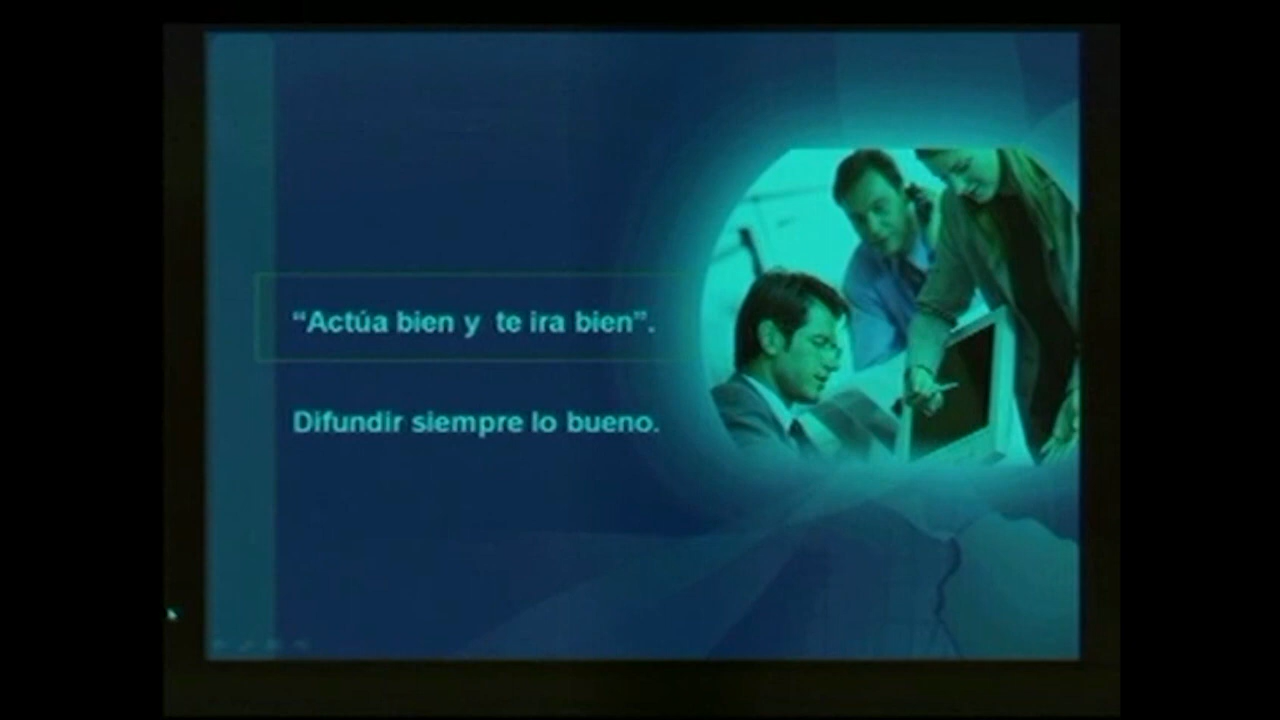 “Actúa bien y te ira bien”.
Difundir siempre lo bueno.